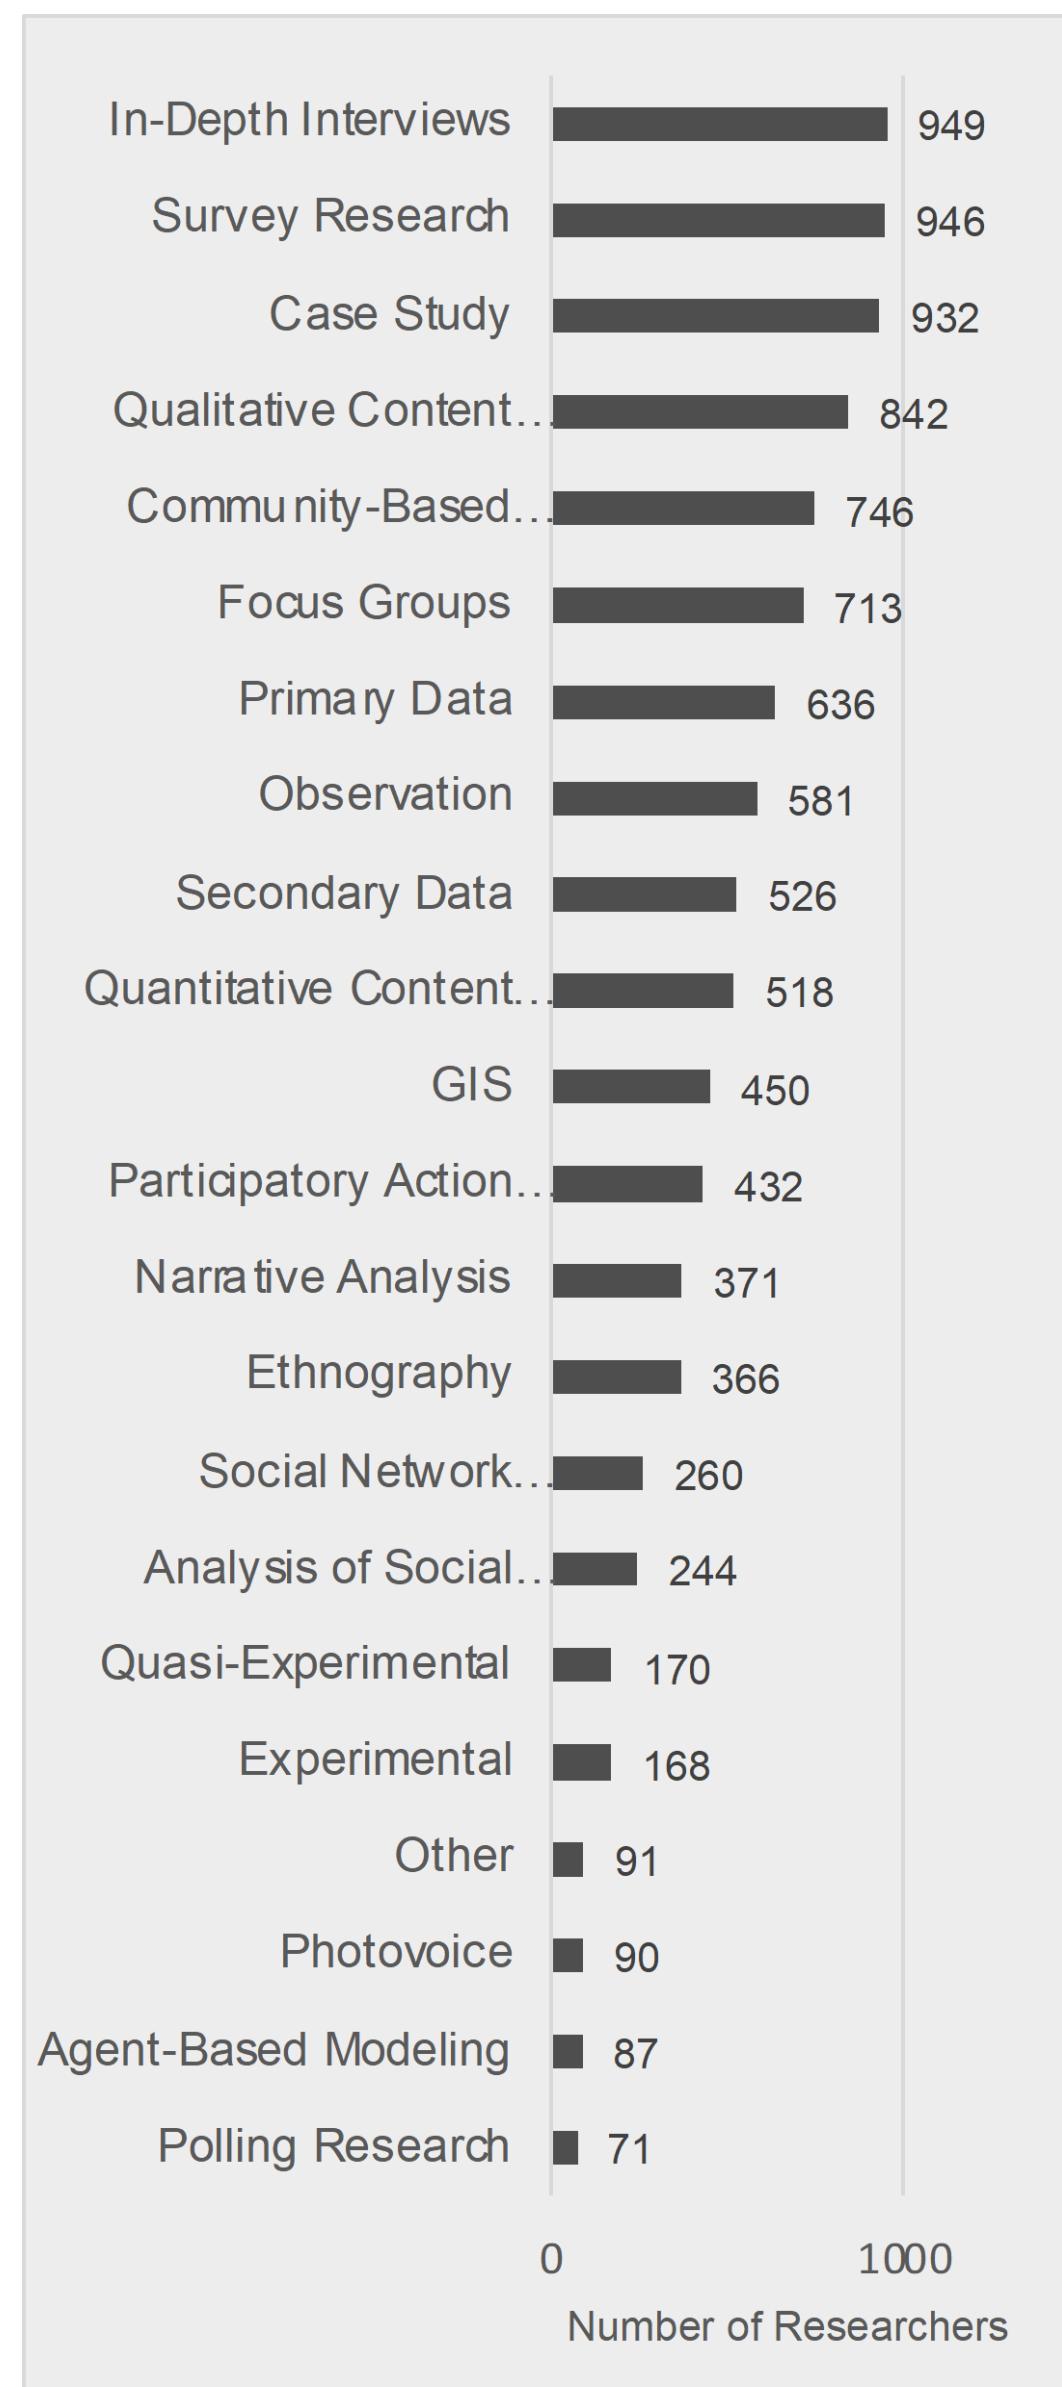 In-Depth Interviews 949
Survey Research 946
Case Study 932
Qualitative Content... 842
Community-Based... 746
Focus Groups 713
Primary Data 636
Observation 581
Secondary Data 526
Quantitative Content... 518
GIS 450
Participatory Action... 432
Narrative Analysis 371
Ethnography 366
Social Network... 260
Analysis of Social... 244
Quasi-Experimental 170
Experimental 168
Other 91
Photovoice 90
Agent-Based Modeling 87
Polling Research 71
0 1000
Number of Researchers